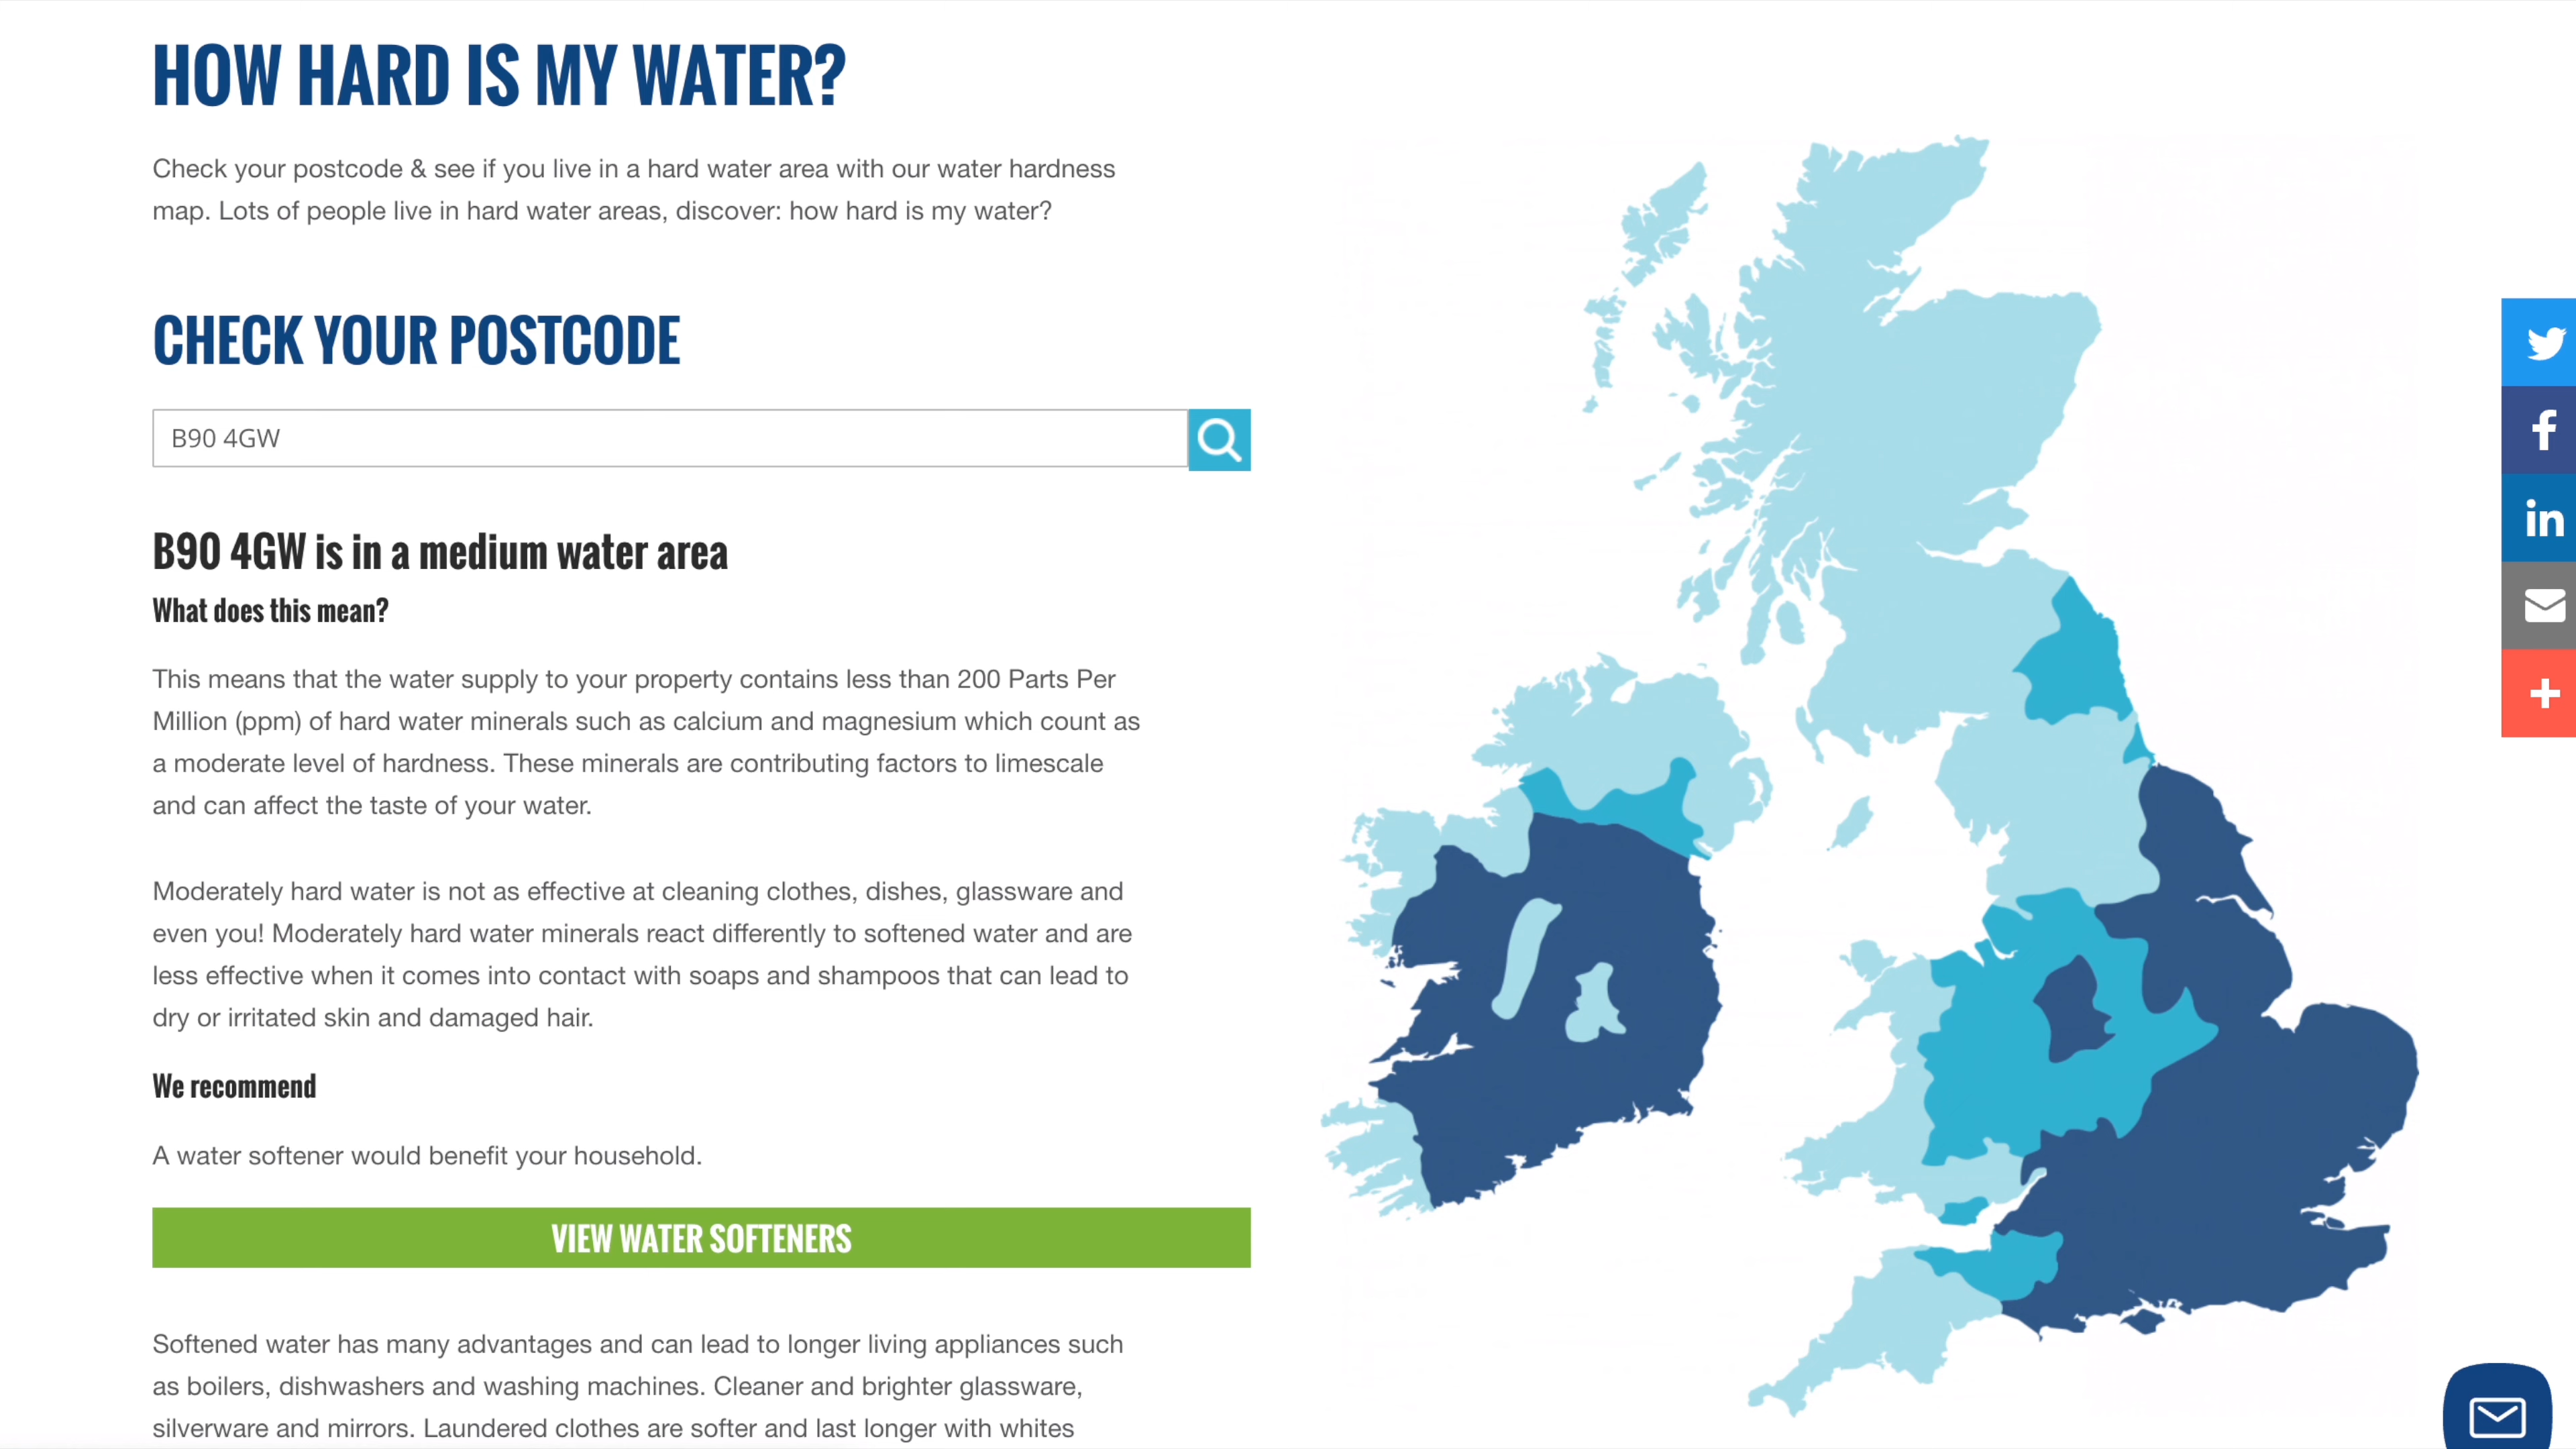 HOW HARD IS MY WATER?
Check your postcode & see if you live in a hard water area with our water hardness
map. Lots of people live in hard water areas, discover: how hard is my water?
CHECK YOUR POSTCODE
B90 4GW
B90 4GW is in a medium water area
What does this mean?
This means that the water supply to your property contains less than 200 Parts Per
Million (ppm) of hard water minerals such as calcium and magnesium which count as
a moderate level of hardness. These minerals are contributing factors to limescale
and can affect the taste of your water.
Moderately hard water is not as effective at cleaning clothes, dishes, glassware and
even you! Moderately hard water minerals react differently to softened water and are
less effective when it comes into contact with soaps and shampoos that can lead to
dry or irritated skin and damaged hair.
We recommend
A water softener would benefit your household.
VIEW WATER SOFTENERS
Softened water has many advantages and can lead to longer living appliances such
as boilers, dishwashers and washing machines. Cleaner and brighter glassware,
silverware and mirrors. Laundered clothes are softer and last longer with whites